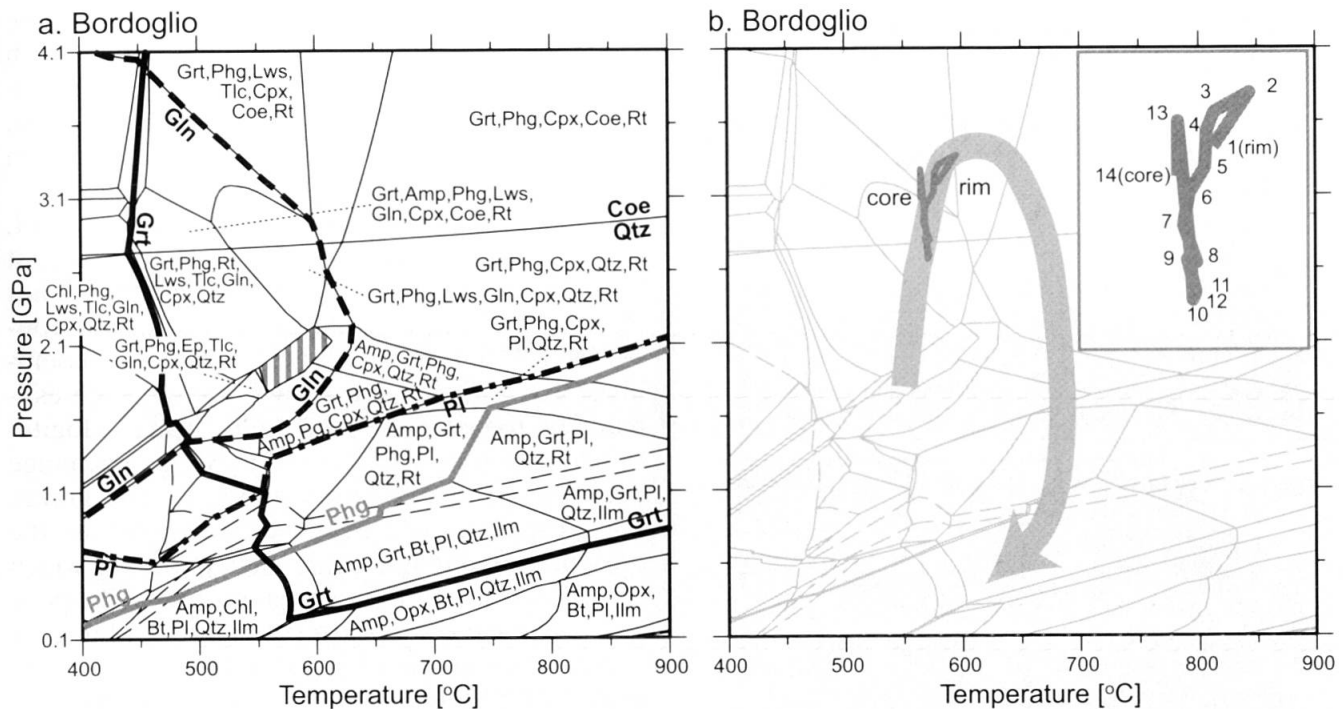 a. Bordoglio
4.1
3.1
2.1
1.1
0.1
Pressure [GPa]
400
500
600
700
800
900
Temperature [°C]
Grt,Phg,Lws,
Tlc,Cpx,
Coe,Rt
Gln
Grt,Phg,Cpx,Coe,Rt
Grt,Amp,Phg,Lws,
Gln,Cpx,Coe,Rt
Coe
Qtz
Grt
Grt,Phg,Rt,
Lws,Tlc,Gln,
Cpx,Qtz
Grt,Phg,Cpx,Qtz,Rt
Chl,Phg,
Lws,Tlc,Gln,
Cpx,Qtz,Rt
Grt,Phg,Lws,Gln,Cpx,Qtz,Rt
Grt,Phg,Cpx,
Pl,Qtz,Rt
Grt,Phg,Ep,Tlc,
Gln,Cpx,Qtz,Rt
Amp,Grt,Phg,
Cpx,Qtz,Rt
Gln
Grt,Phg,
Amp,Pg,Cpx,Qtz,Rt
Pl
Amp,Grt,
Phg,Pl,
Qtz,Rt
Amp,Grt,Pl,
Qtz,Rt
Gln
Phg
Amp,Grt,Pl,
Qtz,Ilm
Grt
Pl
Amp,Grt,Bt,Pl,Qtz,Ilm
Phg
Grt
Amp,Chl,
Bt,Pl,Qtz,Ilm
Amp,Opx,Bt,Pl,Qtz,Ilm
Amp,Opx,
Bt,Pl,Ilm
b. Bordoglio
core
rim
2
3
13
4
1(rim)
5
14(core)
6
7
9
8
11
12
10
400
500
600
700
800
900
Temperature [°C]